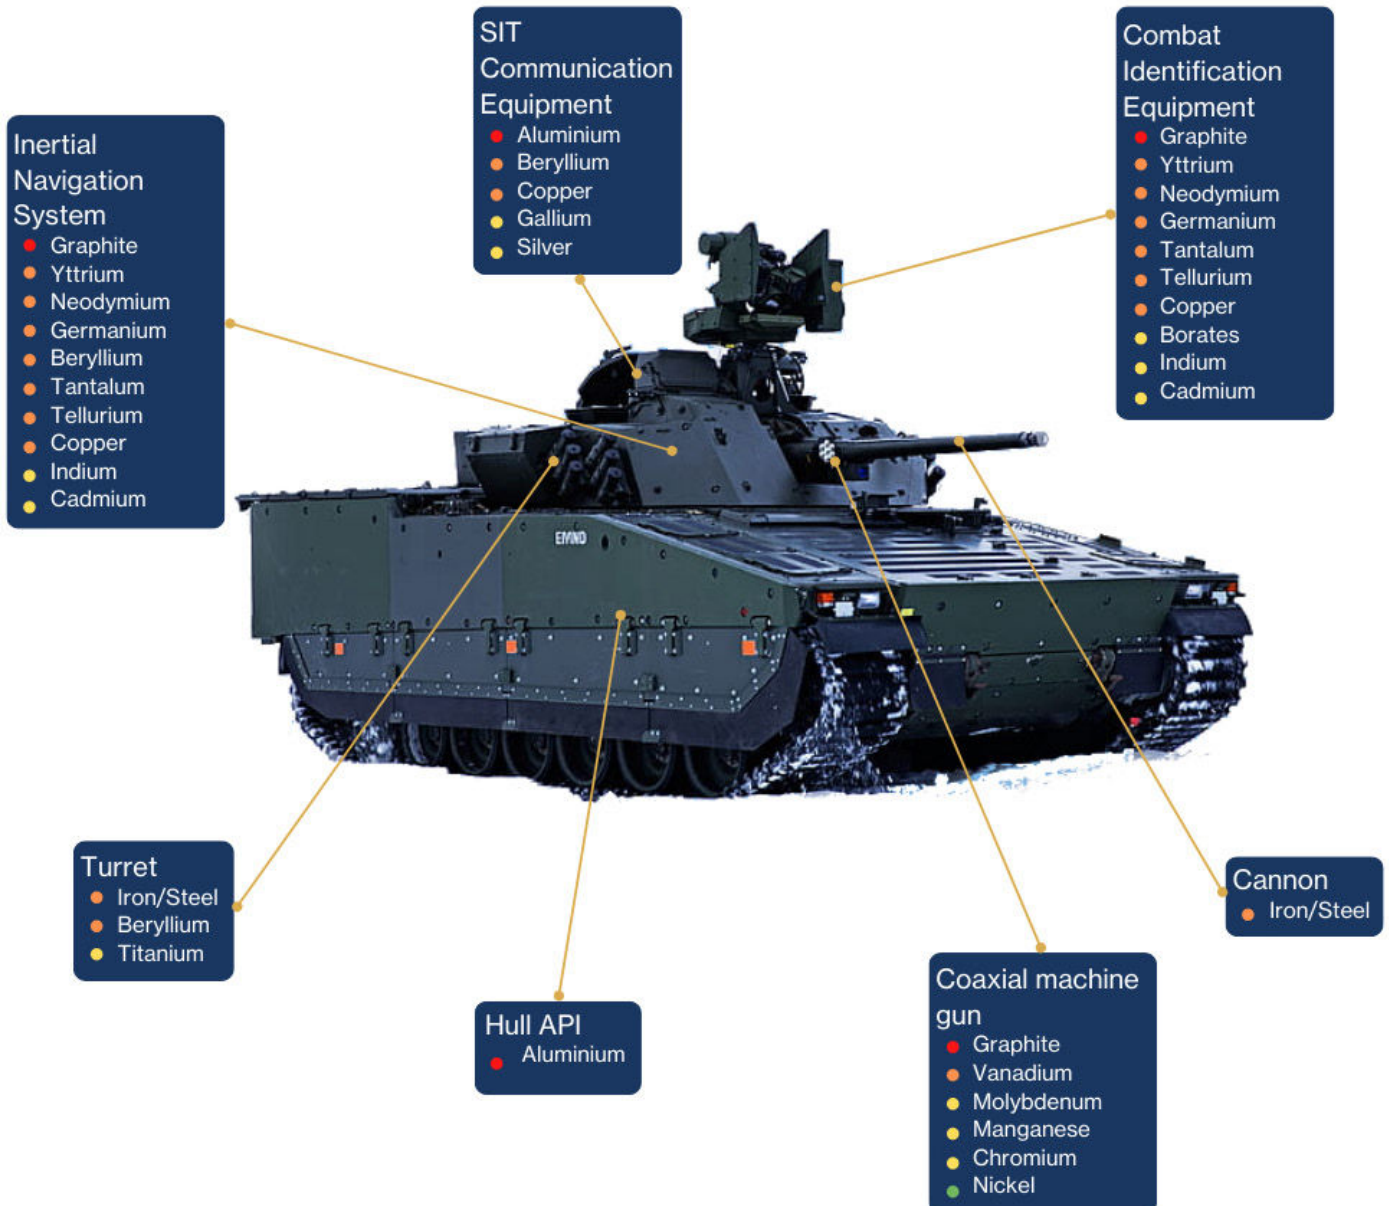 SIT
Communication
Equipment
Aluminium
Beryllium
Copper
Gallium
Silver
Combat
Identification
Equipment
Graphite
Yttrium
Neodymium
Germanium
Tantalum
Tellurium
Copper
Borates
Indium
Cadmium
Inertial
Navigation
System
Graphite
Yttrium
Neodymium
Germanium
Beryllium
Tantalum
Tellurium
Copper
Indium
Cadmium
EIVIND
Turret
Iron/Steel
Beryllium
Titanium
Hull API
Aluminium
Cannon
Iron/Steel
Coaxial machine
gun
Graphite
Vanadium
Molybdenum
Manganese
Chromium
Nickel